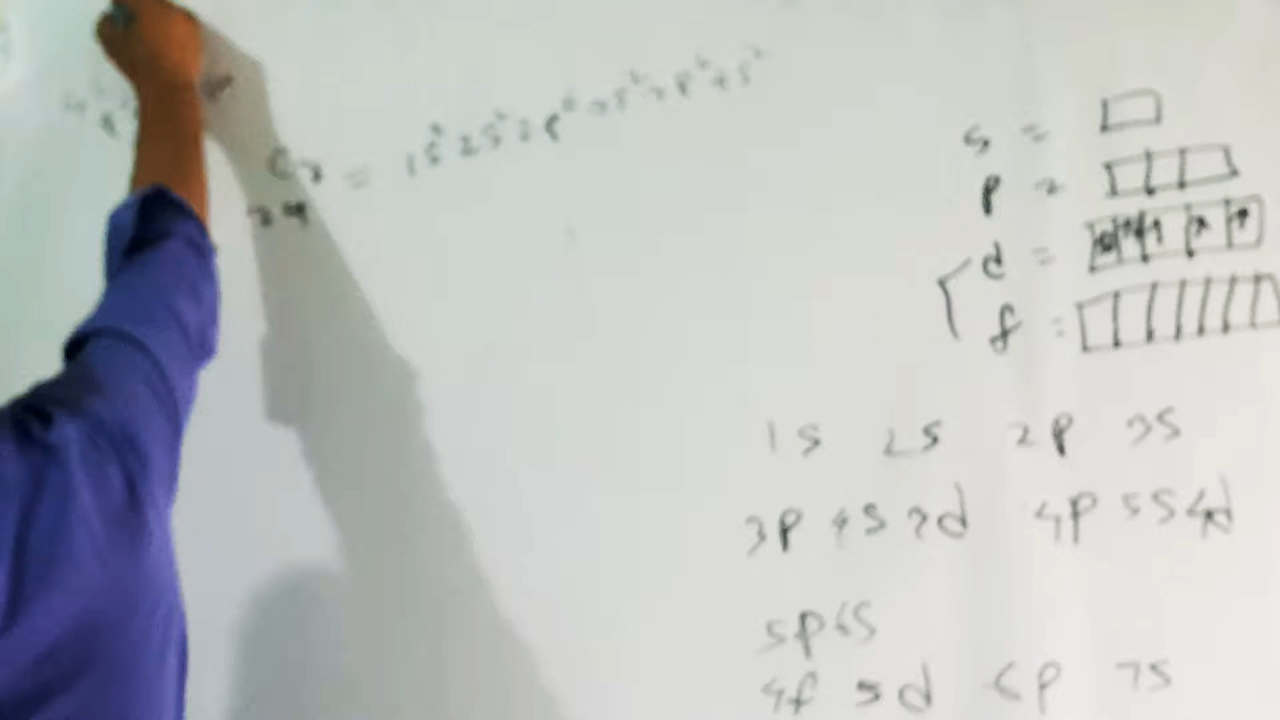 Cr = 1s² 2s² 2p⁶ 3s² 3p⁶ 4s²
24
s =
p =
d =
f =
1s 2s 2p 3s
3p 4s 3d 4p 5s 4d
5p 6s
4f 5d 6p 7s